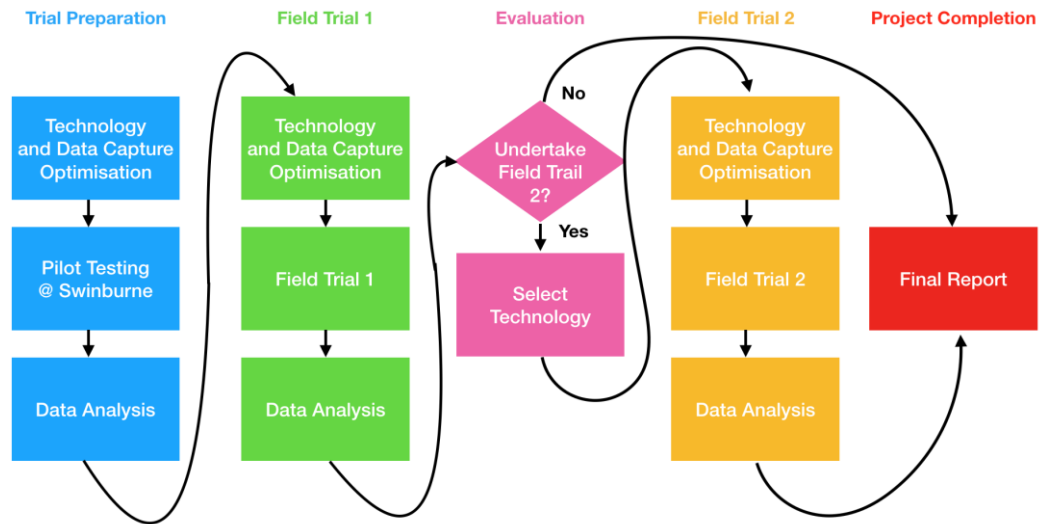 Trial Preparation
Field Trial 1
Evaluation
Field Trial 2
Project Completion
Technology
and Data Capture
Optimisation
Pilot Testing
@ Swinburne
Data Analysis
Technology
and Data Capture
Optimisation
Field Trial 1
Data Analysis
No
Undertake
Field Trail
2?
Yes
Select
Technology
Technology
and Data Capture
Optimisation
Field Trial 2
Data Analysis
Final Report